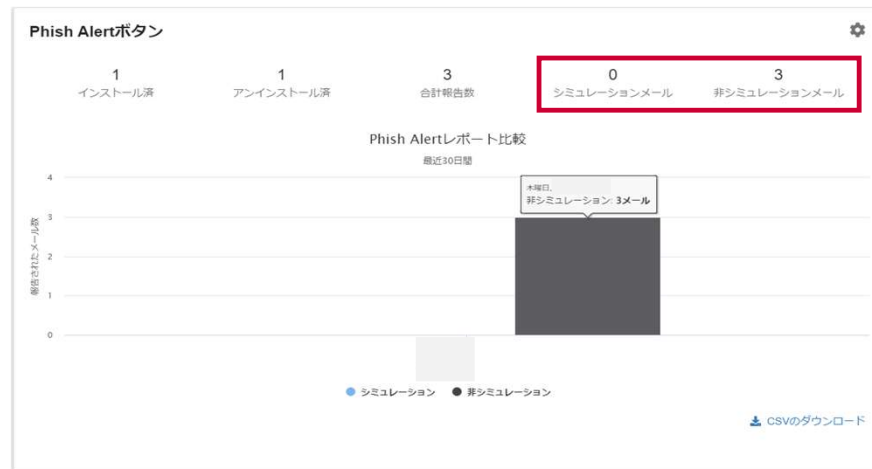 Phish Alertボタン
1 1 3 0 3
インストール済 アンインストール済 合計報告数 シミュレーションメール 非シミュレーションメール
Phish Alertレポート比較
最近30日間
木曜日,
非シミュレーション: 3メール
報告されたメール数
4
3
2
1
0
シミュレーション 非シミュレーション
CSVのダウンロード